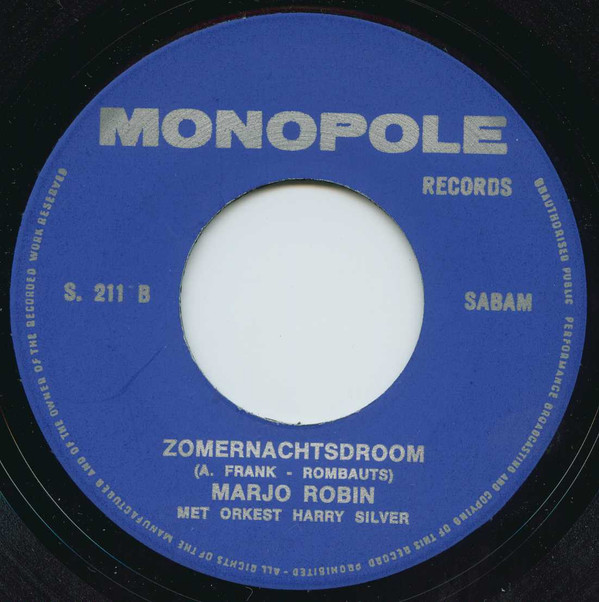 MONOPOLE
RECORDS
S. 211 B
SABAM
ZOMERNACHTSDROOM
(A. FRANK - ROMBAUTS)
MARJO ROBIN
MET ORKEST HARRY SILVER
UNAUTHORISED PUBLIC PERFORMANCE BROADCASTING AND COPYING OF THIS RECORD PROHIBITED - ALL RIGHTS OF THE MANUFACTURER AND OF THE OWNER OF THE RECORDED WORK RESERVED